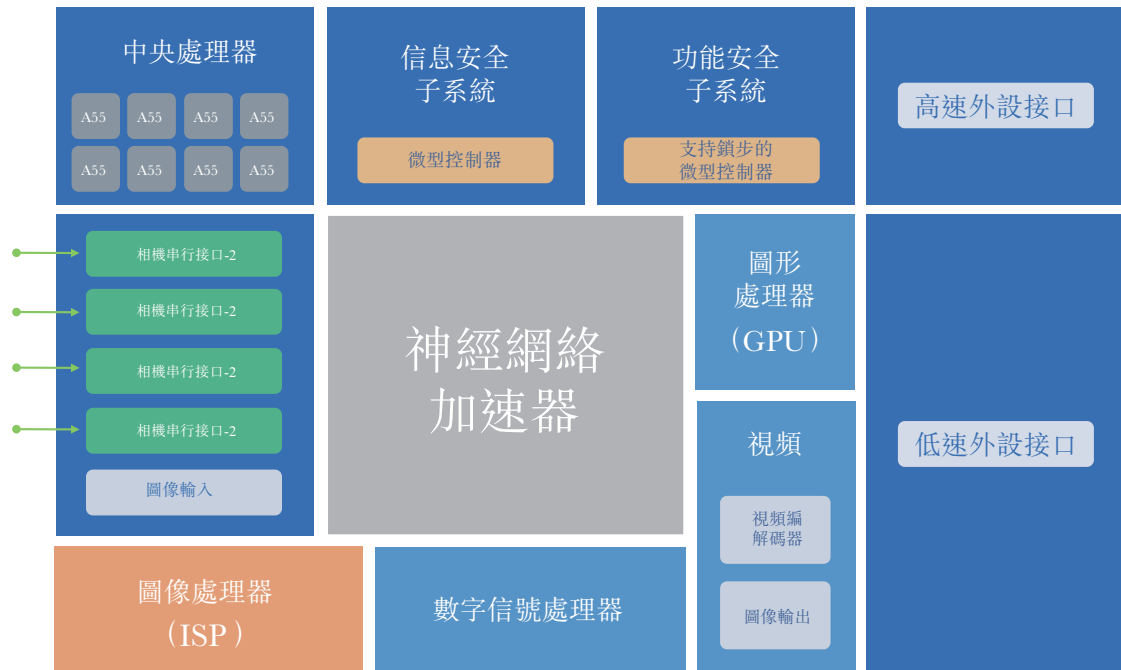 中央處理器
A55 A55 A55 A55
A55 A55 A55 A55
信息安全
子系統
微型控制器
功能安全
子系統
支持鎖步的
微型控制器
高速外設接口
相機串行接口-2
相機串行接口-2
相機串行接口-2
相機串行接口-2
圖像輸入
神經網絡
加速器
圖形
處理器
（GPU）
視頻
視頻編
解碼器
圖像輸出
低速外設接口
圖像處理器
（ISP）
數字信號處理器